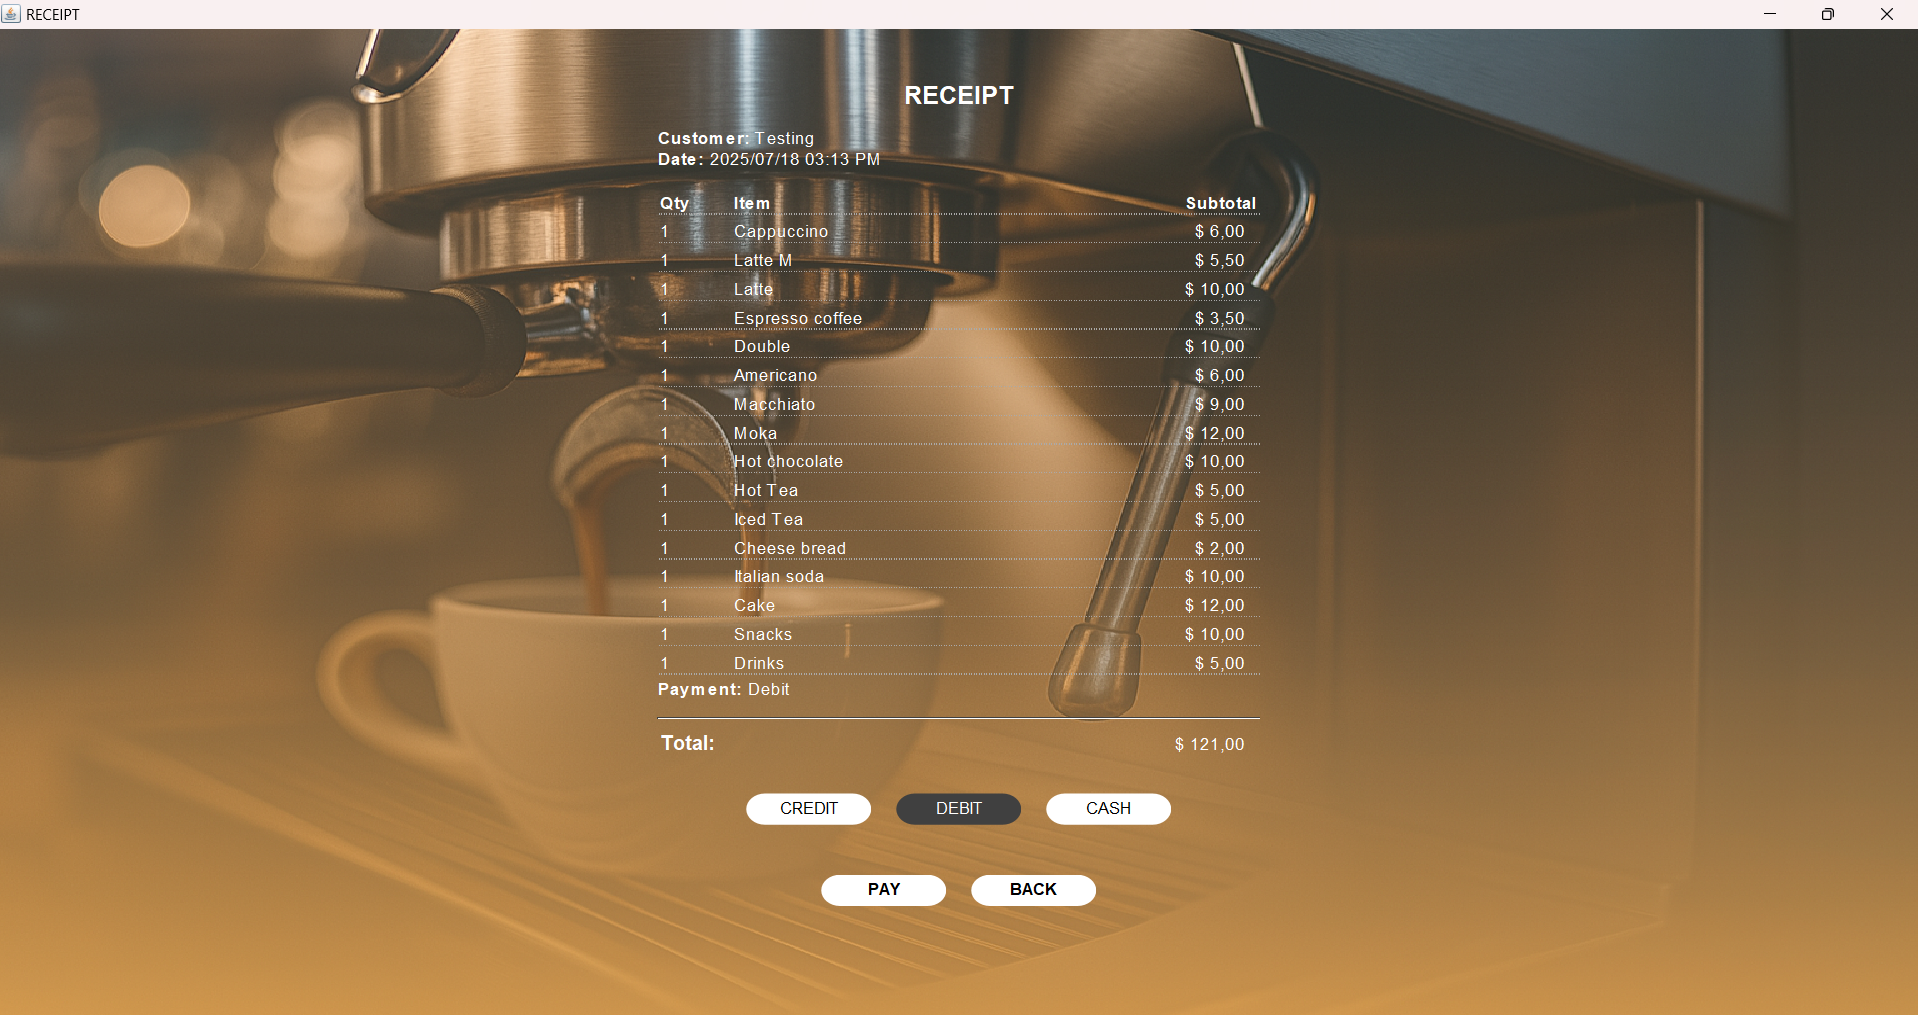 RECEIPT
RECEIPT
Customer: Testing
Date: 2025/07/18 03:13 PM
Qty Item Subtotal
1 Cappuccino $ 6,00
1 Latte M $ 5,50
1 Latte $ 10,00
1 Espresso coffee $ 3,50
1 Double $ 10,00
1 Americano $ 6,00
1 Macchiato $ 9,00
1 Moka $ 12,00
1 Hot chocolate $ 10,00
1 Hot Tea $ 5,00
1 Iced Tea $ 5,00
1 Cheese bread $ 2,00
1 Italian soda $ 10,00
1 Cake $ 12,00
1 Snacks $ 10,00
1 Drinks $ 5,00
Payment: Debit
Total: $ 121,00
CREDIT DEBIT CASH
PAY BACK